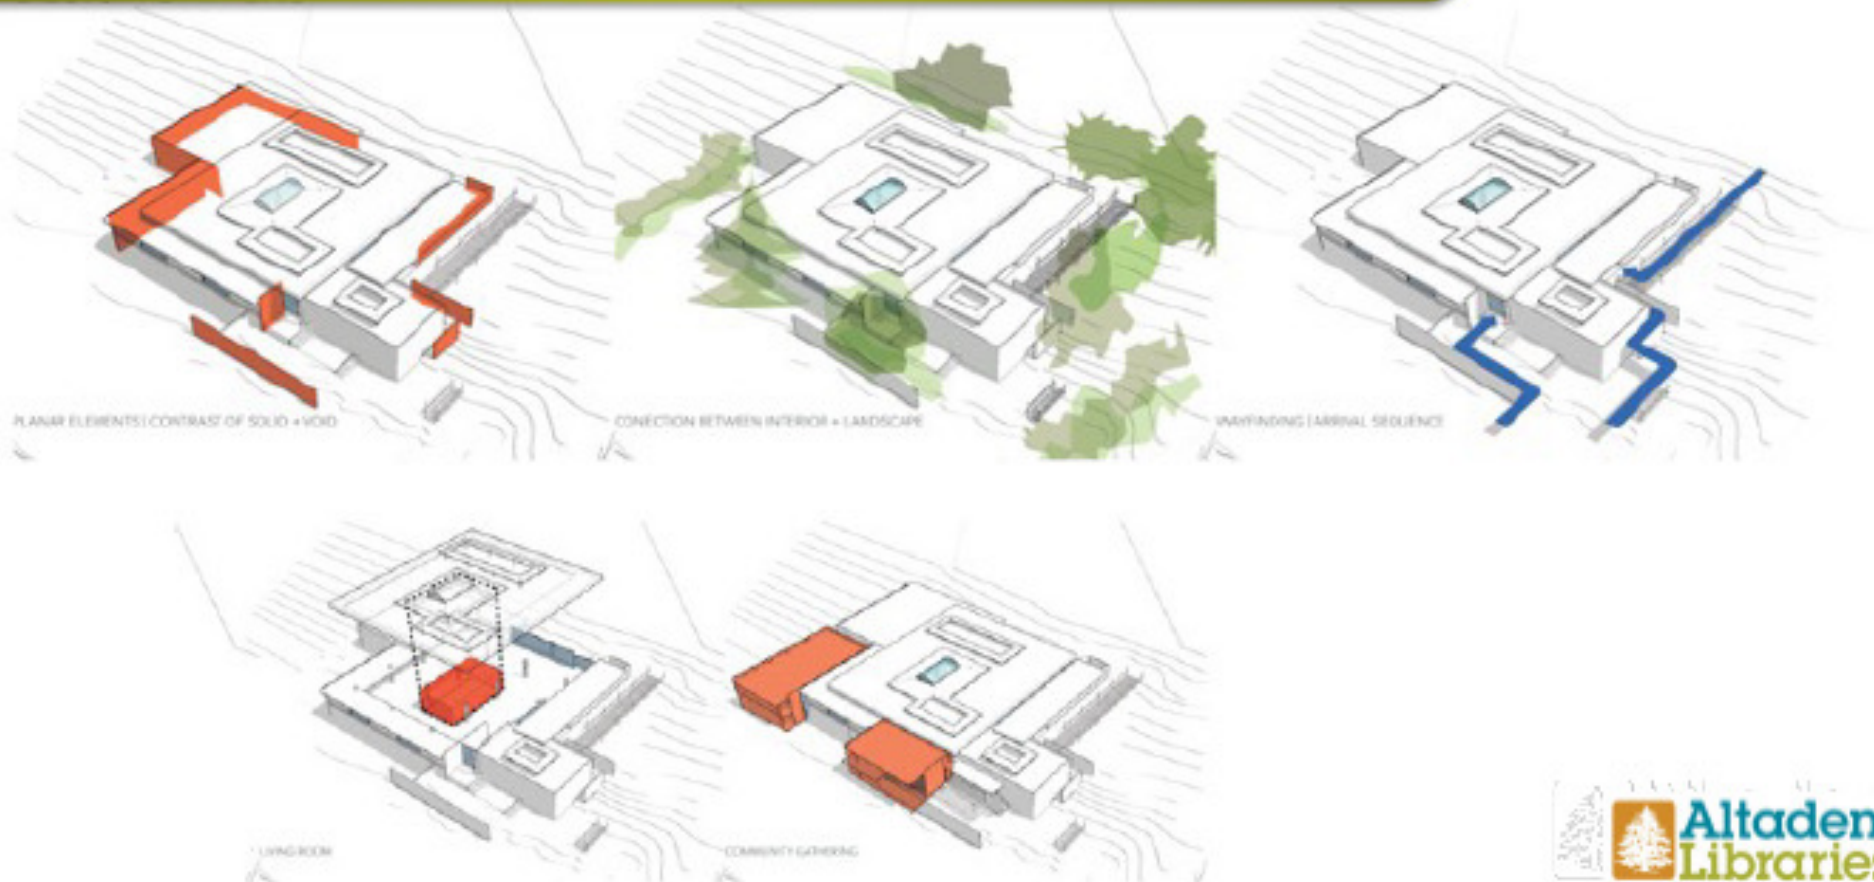 PLANAR ELEMENTS | CONTRAST OF SOLID + VOID
CONECTION BETWEEN INTERIOR + LANDSCAPE
WAYFINDING | ARRIVAL SEQUENCE
LIVING ROOM
COMMUNITY GATHERING
Altaden
Librarie